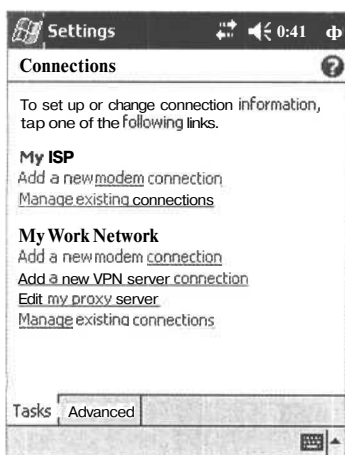 Settings 0:41 ф
Connections ?
To set up or change connection information,
tap one of the following links.
My ISP
Add a new modem connection
Manage existing connections
My Work Network
Add a new modem connection
Add a new VPN server connection
Edit my proxy server
Manage existing connections
Tasks Advanced